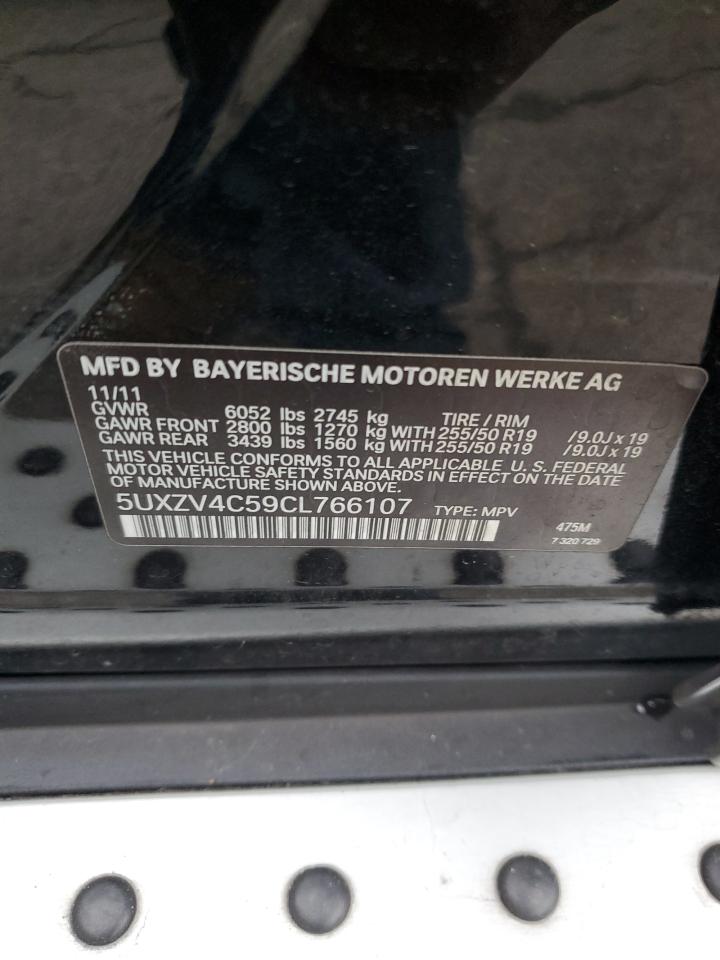 MFD BY BAYERISCHE MOTOREN WERKE AG
11/11
GVWR 6052 lbs 2745 kg TIRE / RIM
GAWR FRONT 2800 lbs 1270 kg WITH 255/50 R19 /9.0J x 19
GAWR REAR 3439 lbs 1560 kg WITH 255/50 R19 /9.0J x 19
THIS VEHICLE CONFORMS TO ALL APPLICABLE U. S. FEDERAL
MOTOR VEHICLE SAFETY STANDARDS IN EFFECT ON THE DATE
OF MANUFACTURE SHOWN ABOVE.
5UXZV4C59CL766107 TYPE: MPV
475M
7 320 729